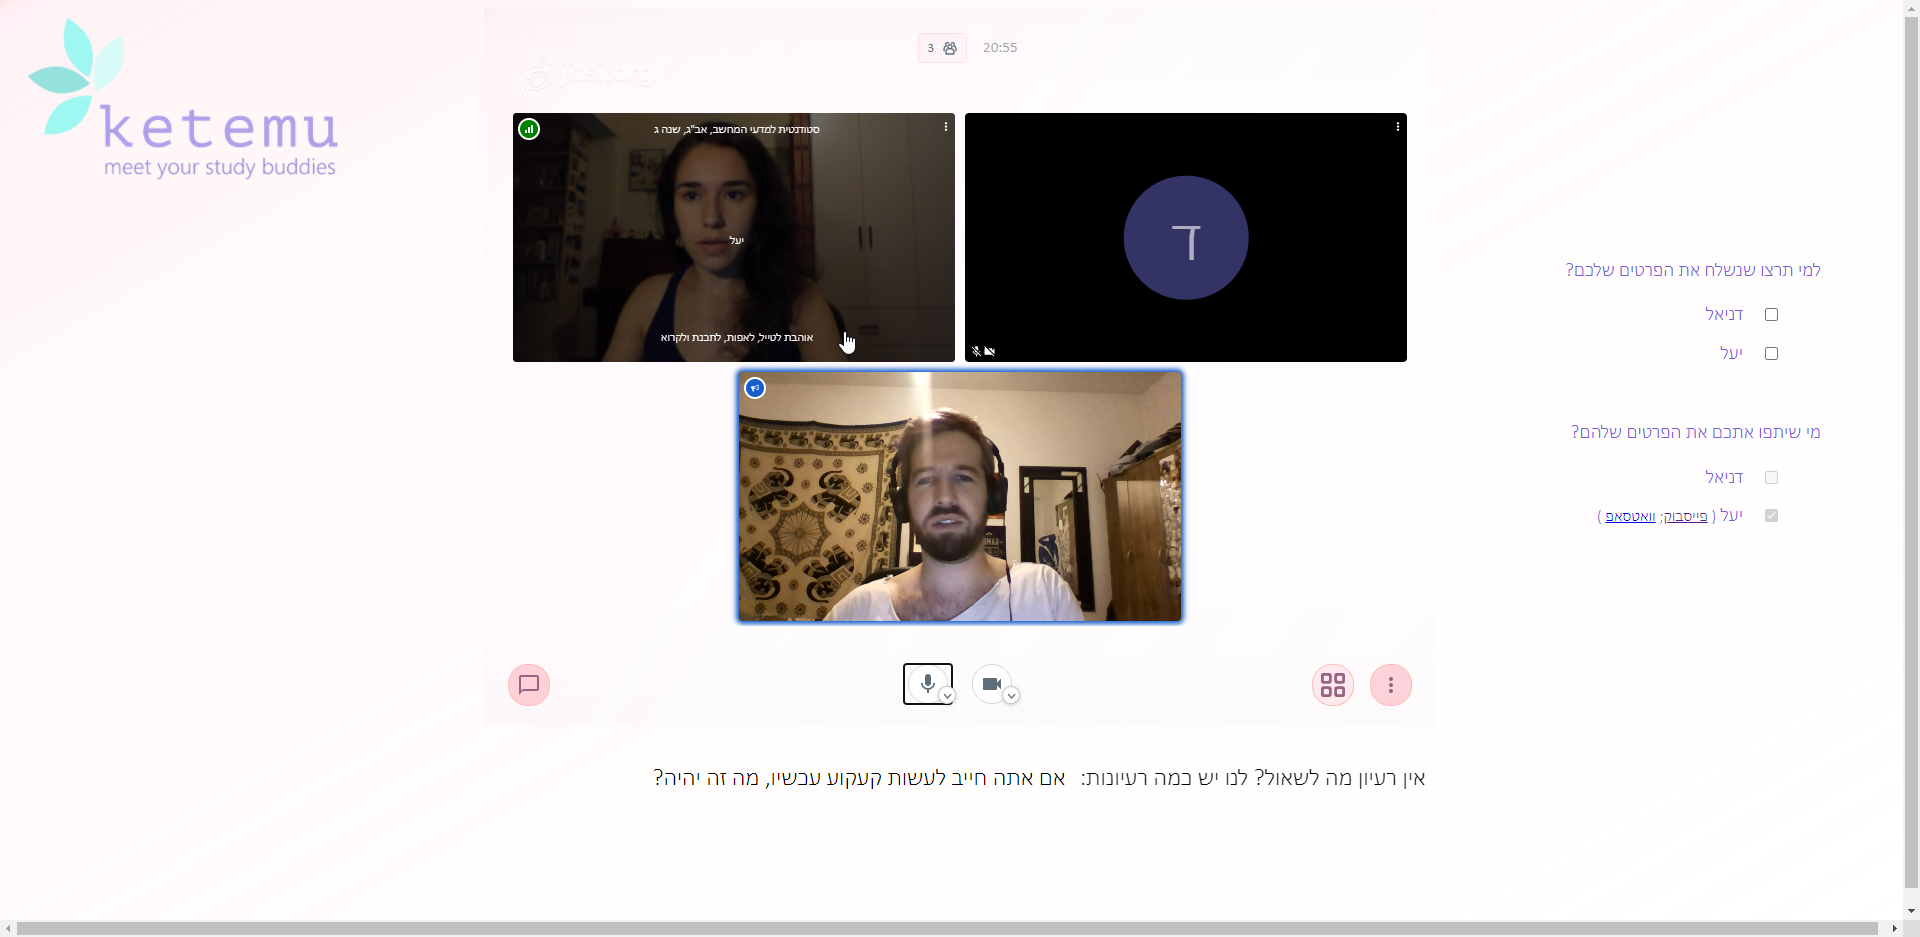 ketemu
meet your study buddies
3
20:55
jitsi.org
סטודנטית למדעי המחשב, אב"ג, שנה ג
יעל
אוהבת לטייל, לאפות, לתכנת ולקרוא
ד
למי תרצו שנשלח את הפרטים שלכם?
דניאל
יעל
מי שיתפו אתכם את הפרטים שלהם?
דניאל
יעל ( פייסבוק; וואטסאפ )
אין רעיון מה לשאול? לנו יש כמה רעיונות: אם אתה חייב לעשות קעקוע עכשיו, מה זה יהיה?